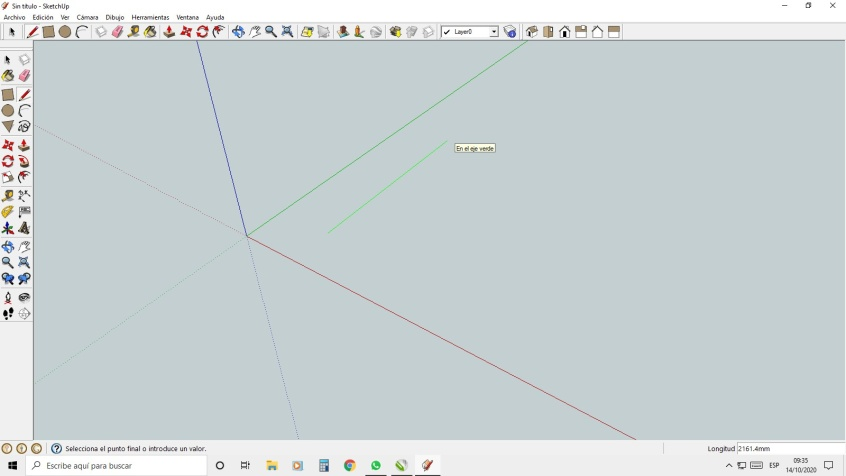 Sin título - SketchUp
Archivo Edición Ver Cámara Dibujo Herramientas Ventana Ayuda
Layer0
En el eje verde
Selecciona el punto final o introduce un valor.
Longitud 2161.4mm
Escribe aquí para buscar
ESP
09:35
14/10/2020